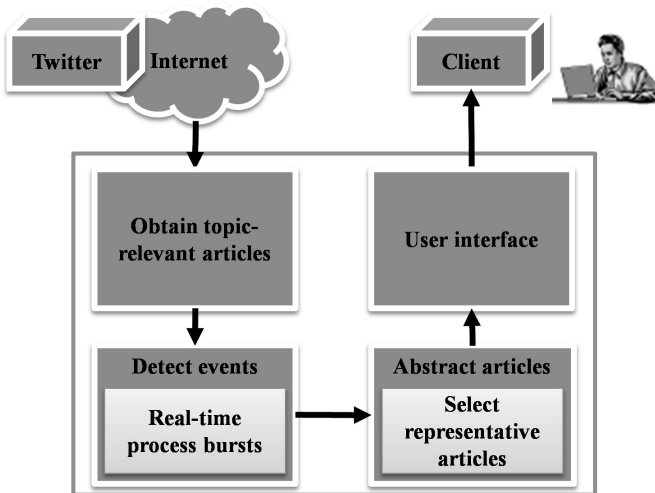 Twitter
Internet
Client
Obtain topic-
relevant articles
User interface
Detect events
Real-time
process bursts
Abstract articles
Select
representative
articles